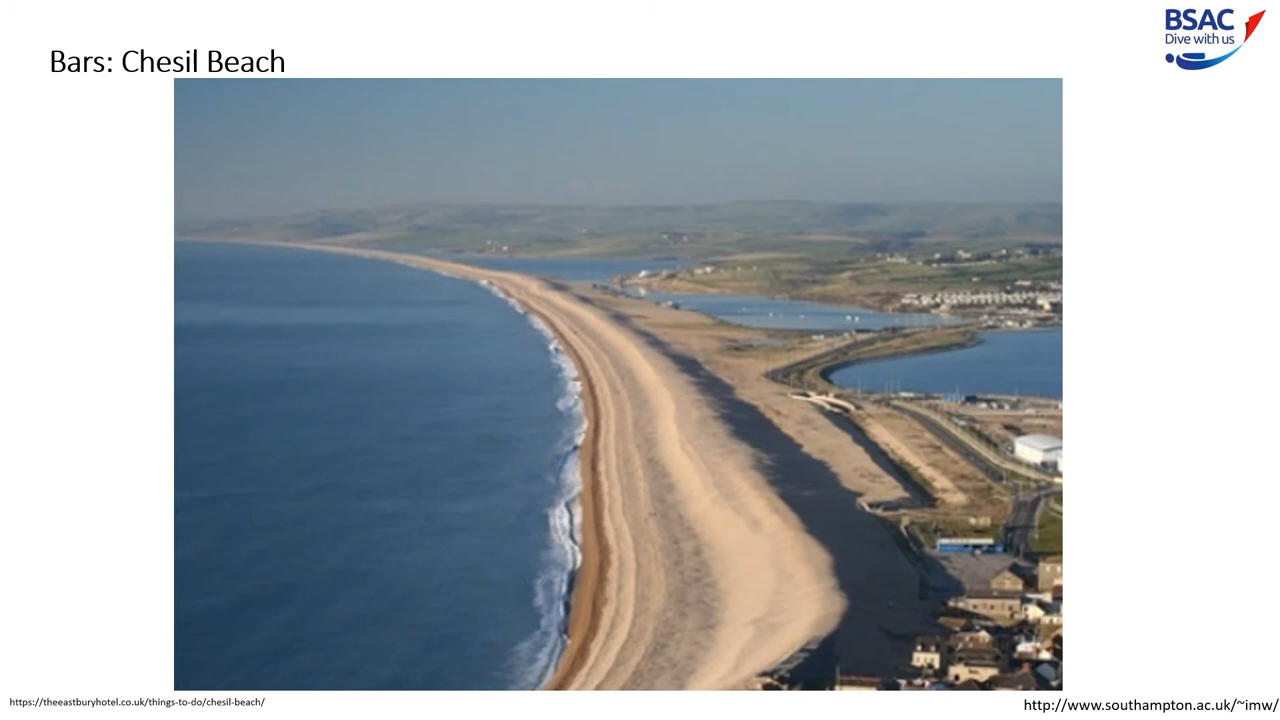 BSAC
Dive with us
Bars: Chesil Beach
https://theeastburyhotel.co.uk/things-to-do/chesil-beach/
http://www.southampton.ac.uk/~imw/